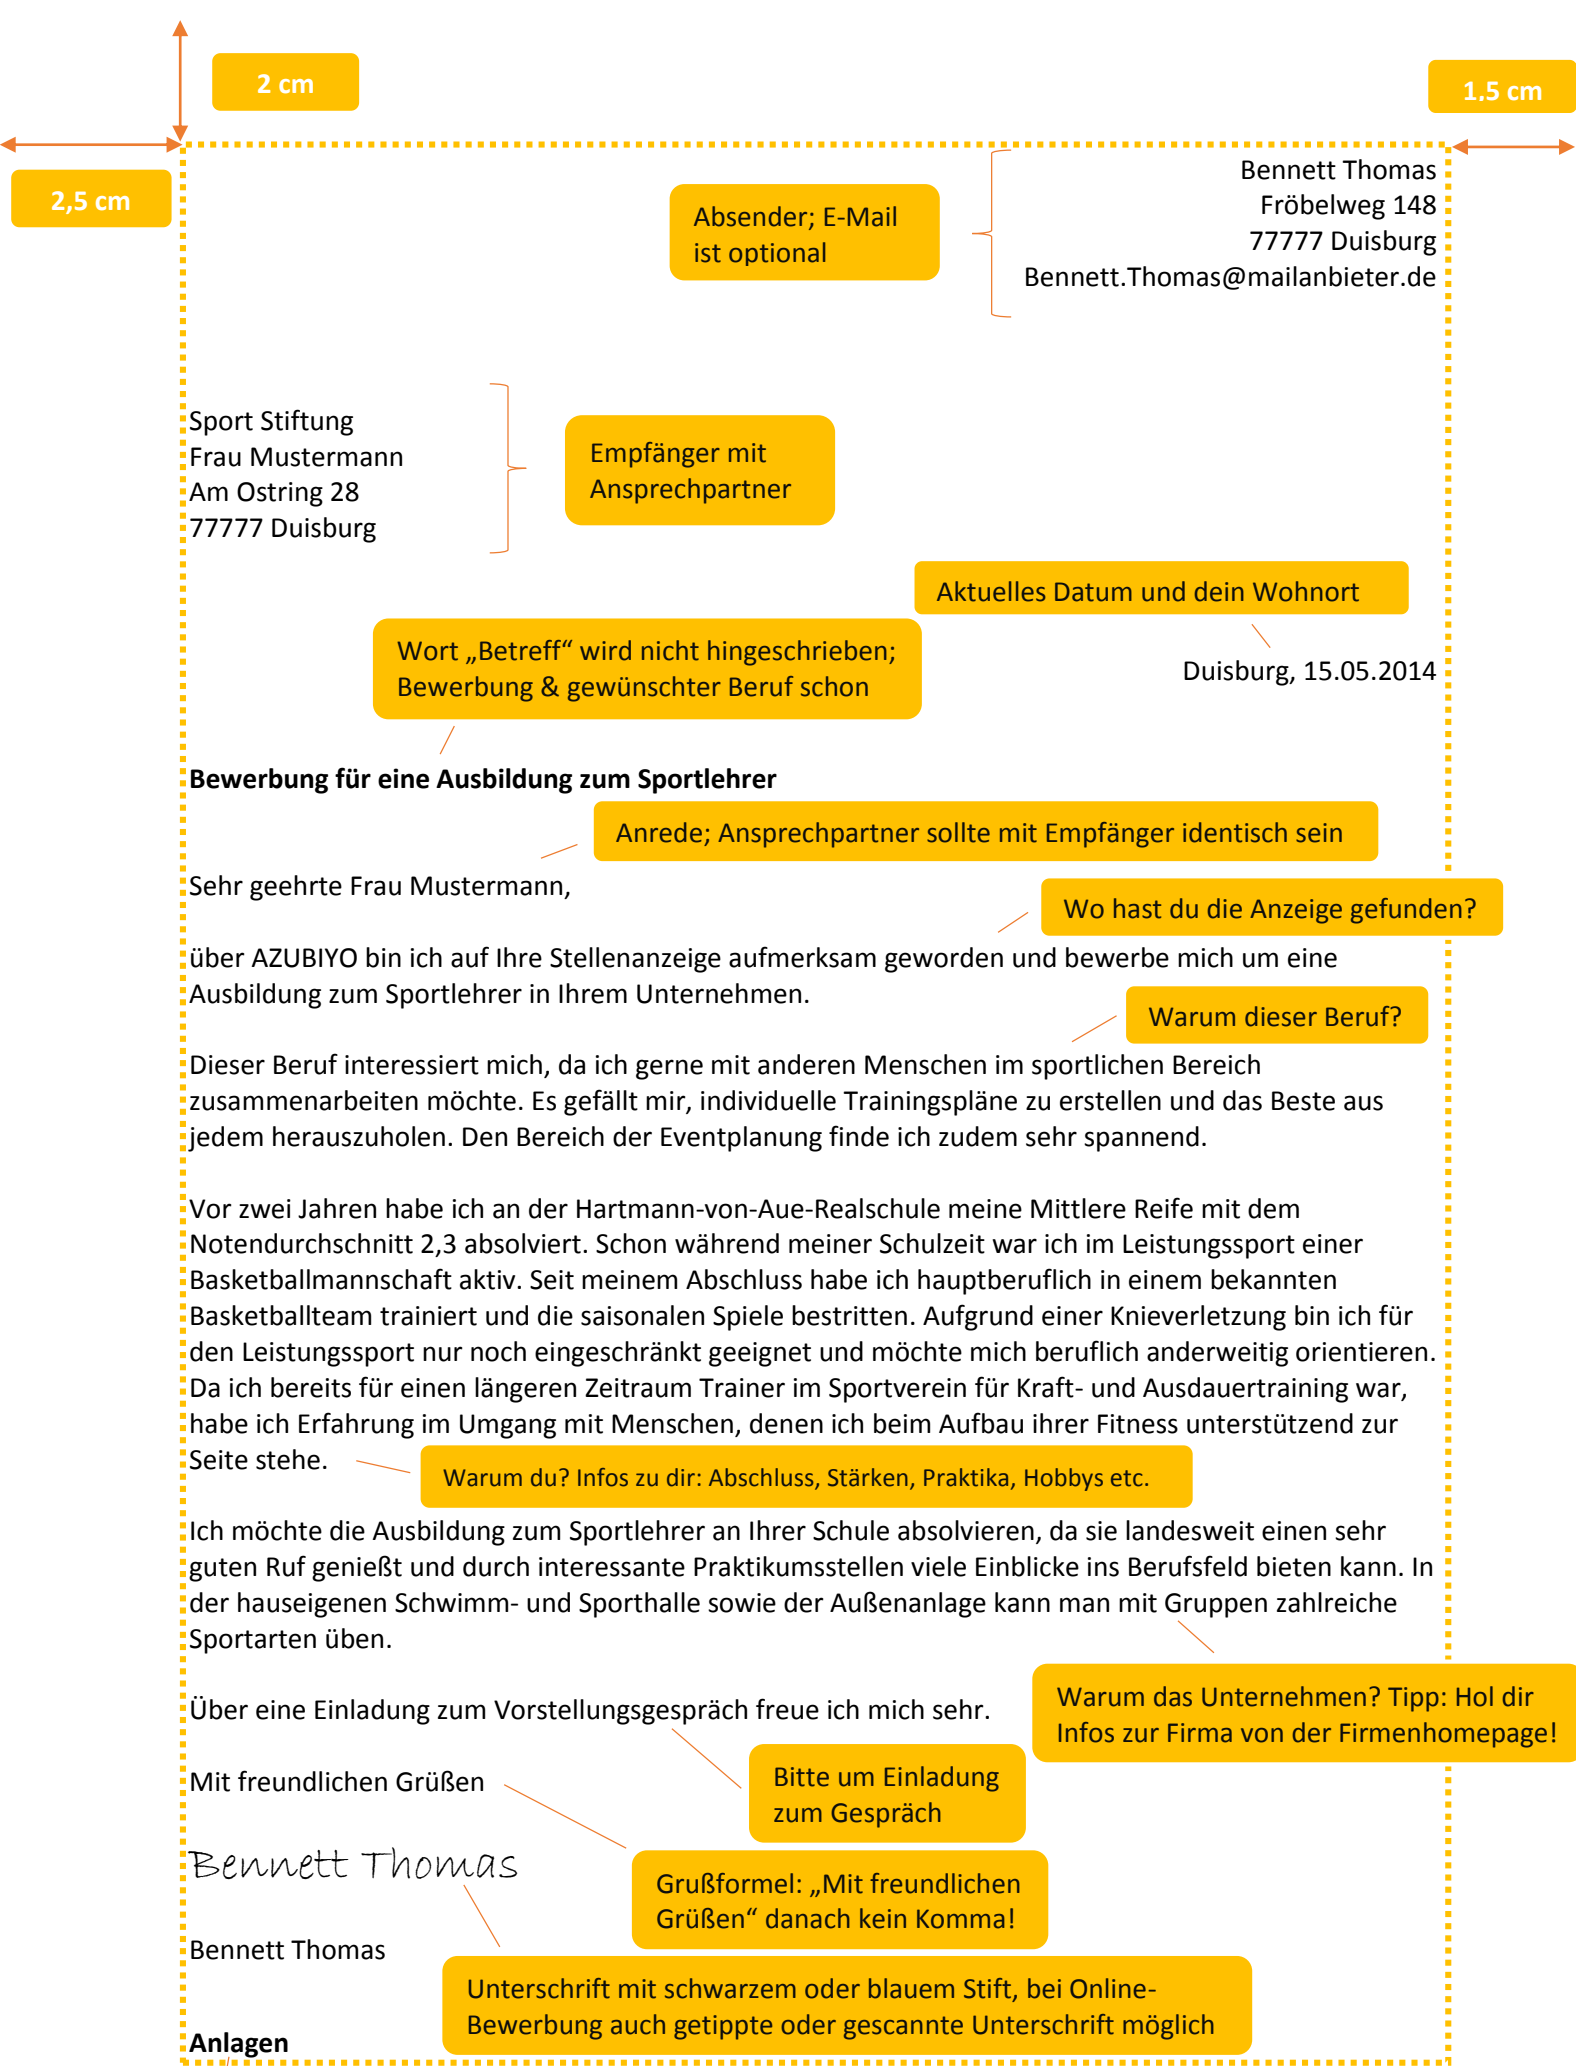 2 cm
1,5 cm
2,5 cm
Absender; E-Mail
ist optional
Bennett Thomas
Fröbelweg 148
77777 Duisburg
Bennett.Thomas@mailanbieter.de
Sport Stiftung
Frau Mustermann
Am Ostring 28
77777 Duisburg
Empfänger mit
Ansprechpartner
Aktuelles Datum und dein Wohnort
Wort „Betreff“ wird nicht hingeschrieben;
Bewerbung & gewünschter Beruf schon
Duisburg, 15.05.2014
Bewerbung für eine Ausbildung zum Sportlehrer
Anrede; Ansprechpartner sollte mit Empfänger identisch sein
Sehr geehrte Frau Mustermann,
Wo hast du die Anzeige gefunden?
über AZUBIYO bin ich auf Ihre Stellenanzeige aufmerksam geworden und bewerbe mich um eine
Ausbildung zum Sportlehrer in Ihrem Unternehmen.
Warum dieser Beruf?
Dieser Beruf interessiert mich, da ich gerne mit anderen Menschen im sportlichen Bereich
zusammenarbeiten möchte. Es gefällt mir, individuelle Trainingspläne zu erstellen und das Beste aus
jedem herauszuholen. Den Bereich der Eventplanung finde ich zudem sehr spannend.
Vor zwei Jahren habe ich an der Hartmann-von-Aue-Realschule meine Mittlere Reife mit dem
Notendurchschnitt 2,3 absolviert. Schon während meiner Schulzeit war ich im Leistungssport einer
Basketballmannschaft aktiv. Seit meinem Abschluss habe ich hauptberuflich in einem bekannten
Basketballteam trainiert und die saisonalen Spiele bestritten. Aufgrund einer Knieverletzung bin ich für
den Leistungssport nur noch eingeschränkt geeignet und möchte mich beruflich anderweitig orientieren.
Da ich bereits für einen längeren Zeitraum Trainer im Sportverein für Kraft- und Ausdauertraining war,
habe ich Erfahrung im Umgang mit Menschen, denen ich beim Aufbau ihrer Fitness unterstützend zur
Seite stehe.
Warum du? Infos zu dir: Abschluss, Stärken, Praktika, Hobbys etc.
Ich möchte die Ausbildung zum Sportlehrer an Ihrer Schule absolvieren, da sie landesweit einen sehr
guten Ruf genießt und durch interessante Praktikumsstellen viele Einblicke ins Berufsfeld bieten kann. In
der hauseigenen Schwimm- und Sporthalle sowie der Außenanlage kann man mit Gruppen zahlreiche
Sportarten üben.
Warum das Unternehmen? Tipp: Hol dir
Infos zur Firma von der Firmenhomepage!
Über eine Einladung zum Vorstellungsgespräch freue ich mich sehr.
Bitte um Einladung
zum Gespräch
Mit freundlichen Grüßen
Bennett Thomas
Grußformel: „Mit freundlichen
Grüßen“ danach kein Komma!
Bennett Thomas
Unterschrift mit schwarzem oder blauem Stift, bei Online-
Bewerbung auch getippte oder gescannte Unterschrift möglich
Anlagen